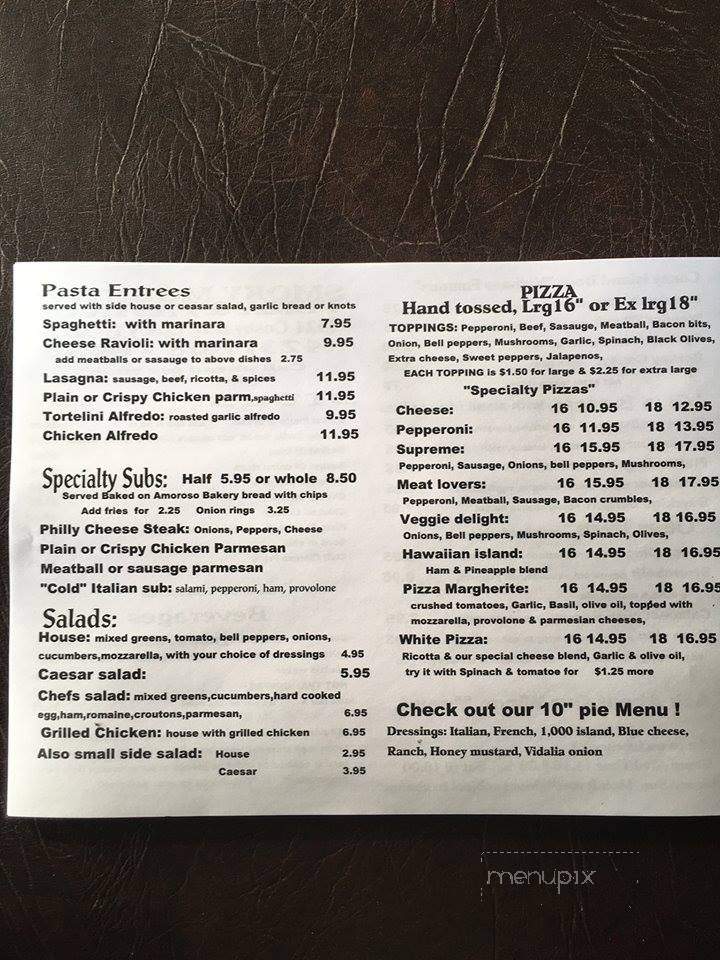 Pasta Entrees
served with side house or ceasar salad, garlic bread or knots
Spaghetti: with marinara 7.95
Cheese Ravioli: with marinara 9.95
add meatballs or sasauge to above dishes 2.75
Lasagna: sausage, beef, ricotta, & spices 11.95
Plain or Crispy Chicken parm,spaghetti 11.95
Tortelini Alfredo: roasted garlic alfredo 9.95
Chicken Alfredo 11.95
Specialty Subs: Half 5.95 or whole 8.50
Served Baked on Amoroso Bakery bread with chips
Add fries for 2.25 Onion rings 3.25
Philly Cheese Steak: Onions, Peppers, Cheese
Plain or Crispy Chicken Parmesan
Meatball or sausage parmesan
"Cold" Italian sub: salami, pepperoni, ham, provolone
Salads:
House: mixed greens, tomato, bell peppers, onions,
cucumbers,mozzarella, with your choice of dressings 4.95
Caesar salad: 5.95
Chefs salad: mixed greens,cucumbers,hard cooked
egg,ham,romaine,croutons,parmesan, 6.95
Grilled Chicken: house with grilled chicken 6.95
Also small side salad: House 2.95
Caesar 3.95
PIZZA
Hand tossed, Lrg16" or Ex lrg18"
TOPPINGS: Pepperoni, Beef, Sasauge, Meatball, Bacon bits,
Onion, Bell peppers, Mushrooms, Garlic, Spinach, Black Olives,
Extra cheese, Sweet peppers, Jalapenos,
EACH TOPPING is $1.50 for large & $2.25 for extra large
"Specialty Pizzas"
Cheese: 16 10.95 18 12.95
Pepperoni: 16 11.95 18 13.95
Supreme: 16 15.95 18 17.95
Pepperoni, Sausage, Onions, bell peppers, Mushrooms,
Meat lovers: 16 15.95 18 17.95
Pepperoni, Meatball, Sausage, Bacon crumbles,
Veggie delight: 16 14.95 18 16.95
Onions, Bell peppers, Mushrooms, Spinach, Olives,
Hawaiian island: 16 14.95 18 16.95
Ham & Pineapple blend
Pizza Margherite: 16 14.95 18 16.95
crushed tomatoes, Garlic, Basil, olive oil, topped with
mozzarella, provolone & parmesian cheeses,
White Pizza: 16 14.95 18 16.95
Ricotta & our special cheese blend, Garlic & olive oil,
try it with Spinach & tomatoe for $1.25 more
Check out our 10" pie Menu !
Dressings: Italian, French, 1,000 island, Blue cheese,
Ranch, Honey mustard, Vidalia onion
menupix